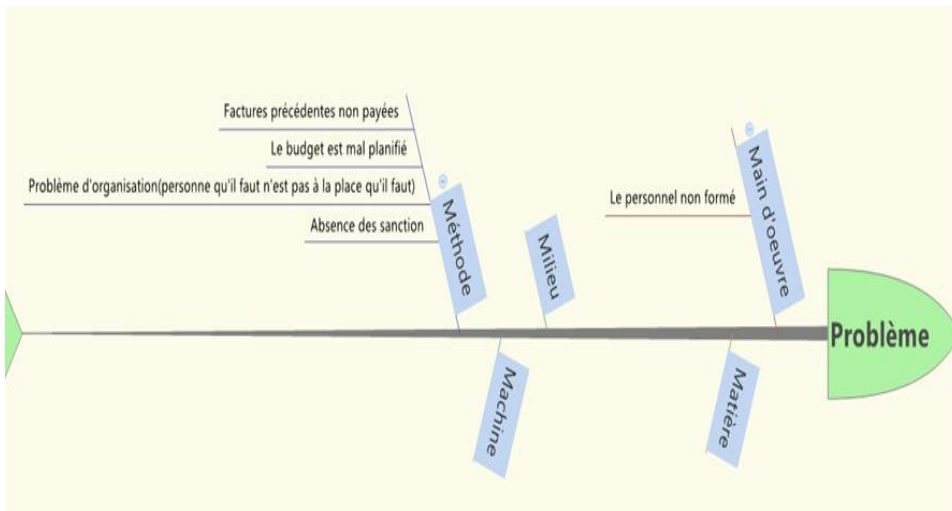 Factures précédentes non payées
Le budget est mal planifié
Problème d'organisation(personne qu'il faut n'est pas à la place qu'il faut)
Absence des sanction
Méthode
Milieu
Le personnel non formé
Main d'oeuvre
Problème
Machine
Matière